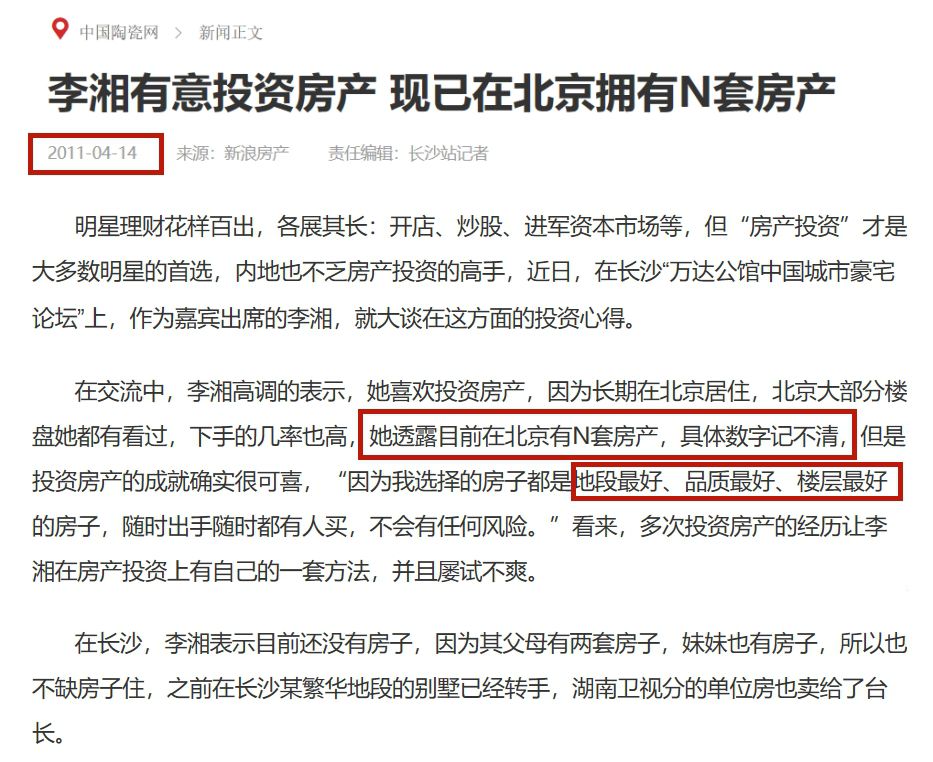 中国陶瓷网 > 新闻正文
李湘有意投资房产 现已在北京拥有N套房产
2011-04-14 来源：新浪房产 责任编辑：长沙站记者
明星理财花样百出，各展其长：开店、炒股、进军资本市场等，但“房产投资”才是
大多数明星的首选，内地也不乏房产投资的高手，近日，在长沙“万达公馆中国城市豪宅
论坛”上，作为嘉宾出席的李湘，就大谈在这方面的投资心得。
在交流中，李湘高调的表示，她喜欢投资房产，因为长期在北京居住，北京大部分楼
盘她都有看过，下手的几率也高，她透露目前在北京有N套房产，具体数字记不清，但是
投资房产的成就确实很可喜，“因为我选择的房子都是地段最好、品质最好、楼层最好
的房子，随时出手随时都有人买，不会有任何风险。”看来，多次投资房产的经历让李
湘在房产投资上有自己的一套方法，并且屡试不爽。
在长沙，李湘表示目前还没有房子，因为其父母有两套房子，妹妹也有房子，所以也
不缺房子住，之前在长沙某繁华地段的别墅已经转手，湖南卫视分的单位房也卖给了台
长。